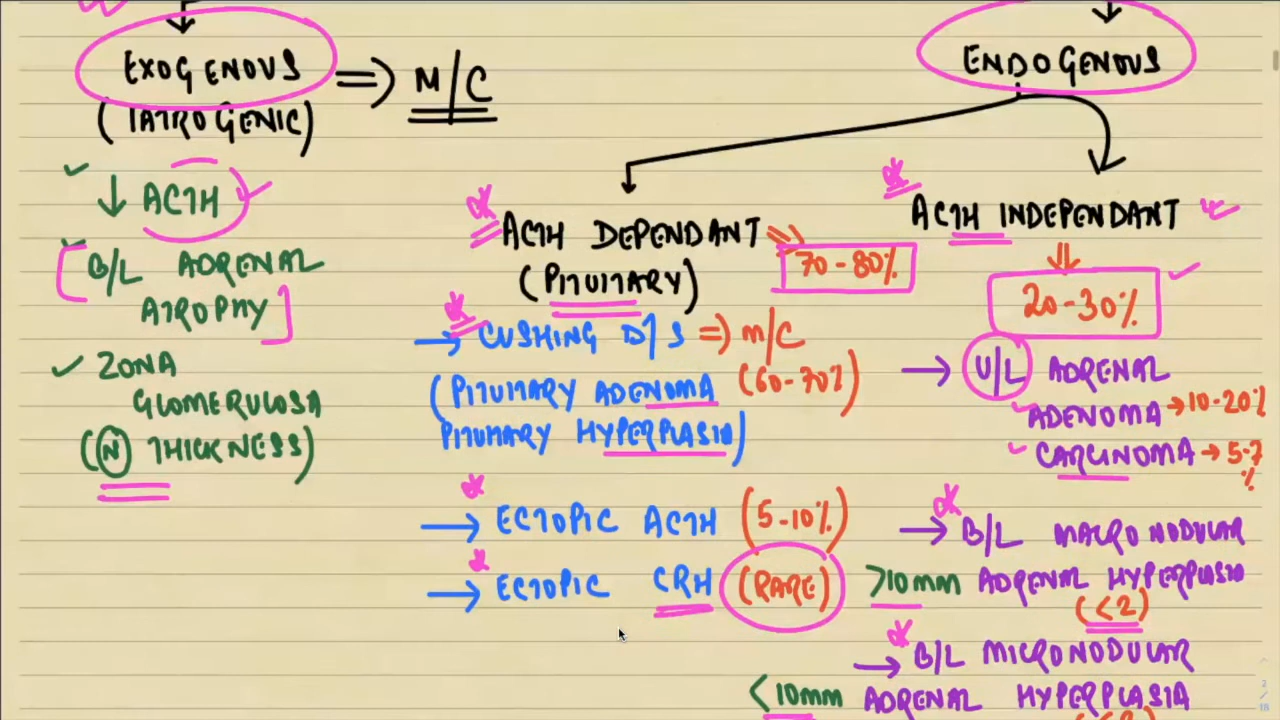 EXOGENOUS => M/C
(IATROGENIC)
↓ ACTH
B/L ADRENAL
ATROPHY
ZONA
GLOMERULOSA
(N THICKNESS)
ENDOGENOUS
ACTH DEPENDANT => 70-80%
(PITUITARY)
→ CUSHING D/S => M/C
(PITUITARY ADENOMA (60-70%)
PITUITARY HYPERPLASIA)
→ ECTOPIC ACTH (5-10%)
→ ECTOPIC CRH (RARE)
ACTH INDEPENDANT
20-30%
→ U/L ADRENAL
ADENOMA → 10-20%
CARCINOMA → 5-7
%
→ B/L MACRONODULAR
>10mm ADRENAL HYPERPLASIA
(<2)
→ B/L MICRONODULAR
<10mm ADRENAL HYPERPLASIA
2
/
18